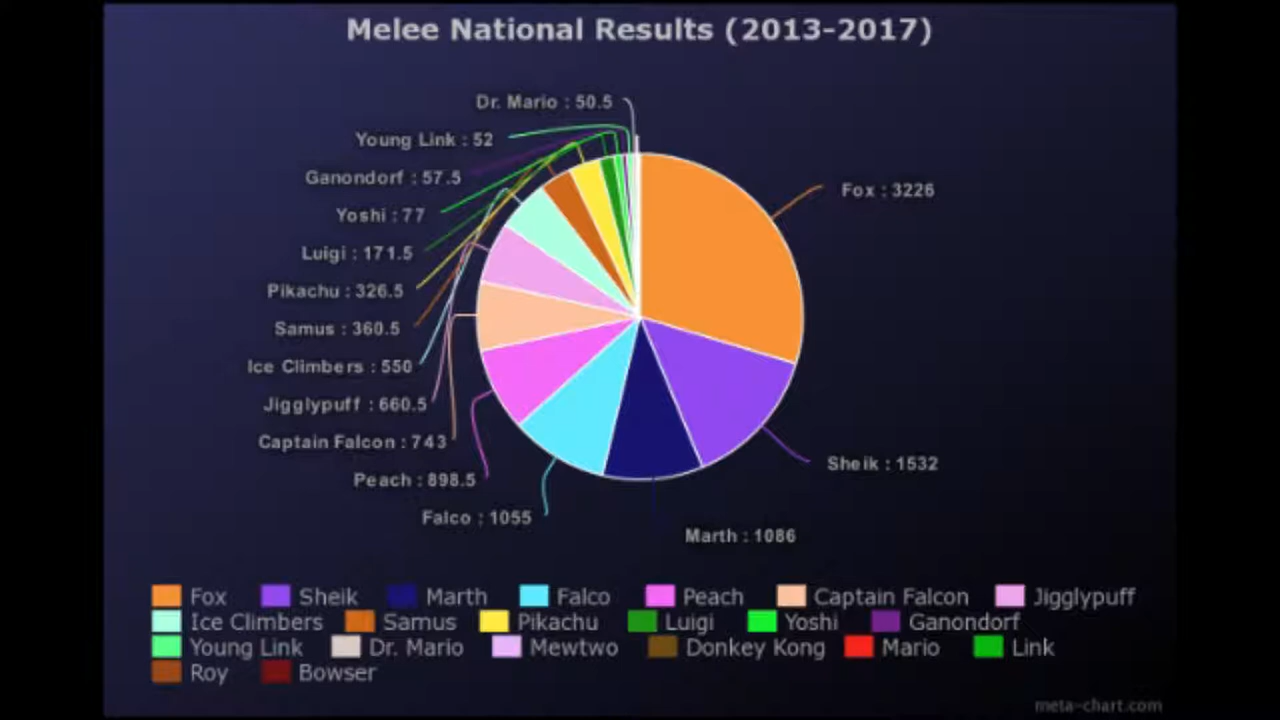 Melee National Results (2013-2017)
Dr. Mario : 50.5
Young Link : 52
Ganondorf : 57.5
Yoshi : 77
Luigi : 171.5
Pikachu : 326.5
Samus : 360.5
Ice Climbers : 550
Jigglypuff : 660.5
Captain Falcon : 743
Peach : 898.5
Falco : 1055
Fox : 3226
Sheik : 1532
Marth : 1086
Fox Sheik Marth Falco Peach Captain Falcon Jigglypuff
Ice Climbers Samus Pikachu Luigi Yoshi Ganondorf
Young Link Dr. Mario Mewtwo Donkey Kong Mario Link
Roy Bowser
meta-chart.com